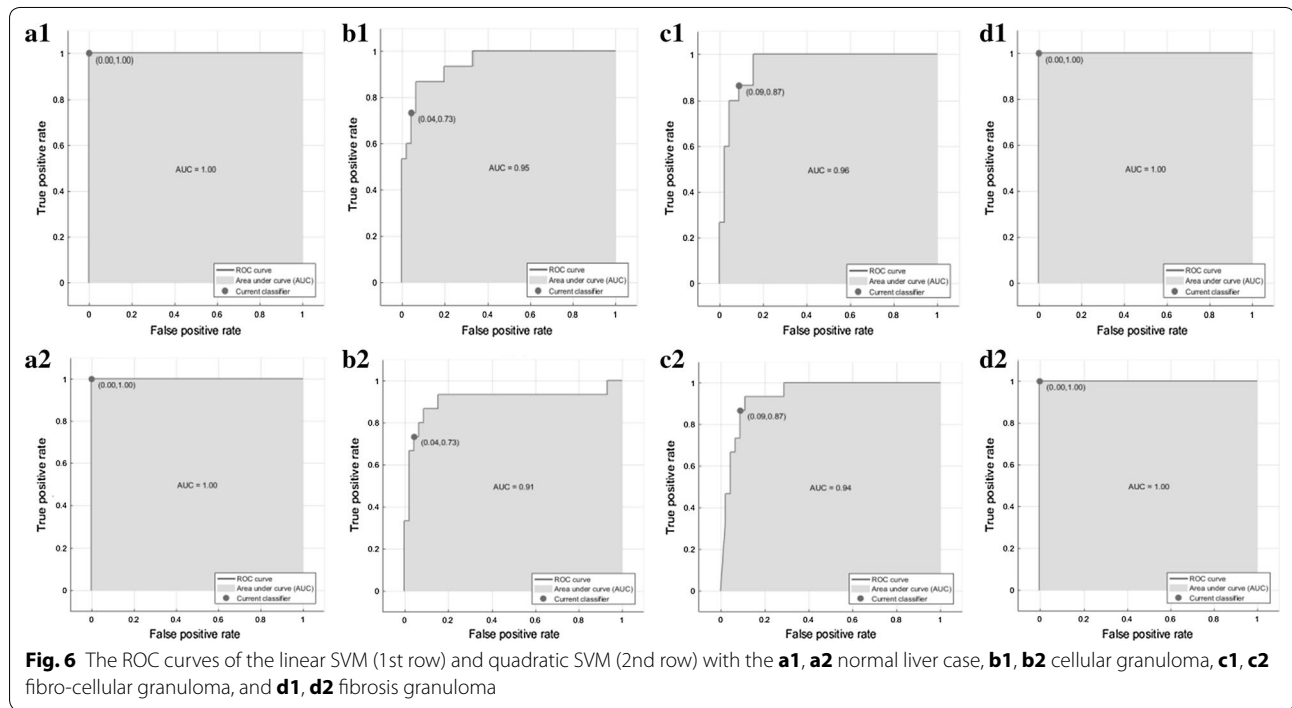 a1
1
0.8
0.6
0.4
0.2
0
True positive rate
(0.00,1.00)
AUC = 1.00
ROC curve
Area under curve (AUC)
Current classifier
0 0.2 0.4 0.6 0.8 1
False positive rate
b1
1
0.8
0.6
0.4
0.2
0
True positive rate
(0.04,0.73)
AUC = 0.95
ROC curve
Area under curve (AUC)
Current classifier
0 0.2 0.4 0.6 0.8 1
False positive rate
c1
1
0.8
0.6
0.4
0.2
0
True positive rate
(0.09,0.87)
AUC = 0.96
ROC curve
Area under curve (AUC)
Current classifier
0 0.2 0.4 0.6 0.8 1
False positive rate
d1
1
0.8
0.6
0.4
0.2
0
True positive rate
(0.00,1.00)
AUC = 1.00
ROC curve
Area under curve (AUC)
Current classifier
0 0.2 0.4 0.6 0.8 1
False positive rate
a2
1
0.8
0.6
0.4
0.2
0
True positive rate
(0.00,1.00)
AUC = 1.00
ROC curve
Area under curve (AUC)
Current classifier
0 0.2 0.4 0.6 0.8 1
False positive rate
b2
1
0.8
0.6
0.4
0.2
0
True positive rate
(0.04,0.73)
AUC = 0.91
ROC curve
Area under curve (AUC)
Current classifier
0 0.2 0.4 0.6 0.8 1
False positive rate
c2
1
0.8
0.6
0.4
0.2
0
True positive rate
(0.09,0.87)
AUC = 0.94
ROC curve
Area under curve (AUC)
Current classifier
0 0.2 0.4 0.6 0.8 1
False positive rate
d2
1
0.8
0.6
0.4
0.2
0
True positive rate
(0.00,1.00)
AUC = 1.00
ROC curve
Area under curve (AUC)
Current classifier
0 0.2 0.4 0.6 0.8 1
False positive rate
Fig. 6 The ROC curves of the linear SVM (1st row) and quadratic SVM (2nd row) with the a1, a2 normal liver case, b1, b2 cellular granuloma, c1, c2
fibro-cellular granuloma, and d1, d2 fibrosis granuloma